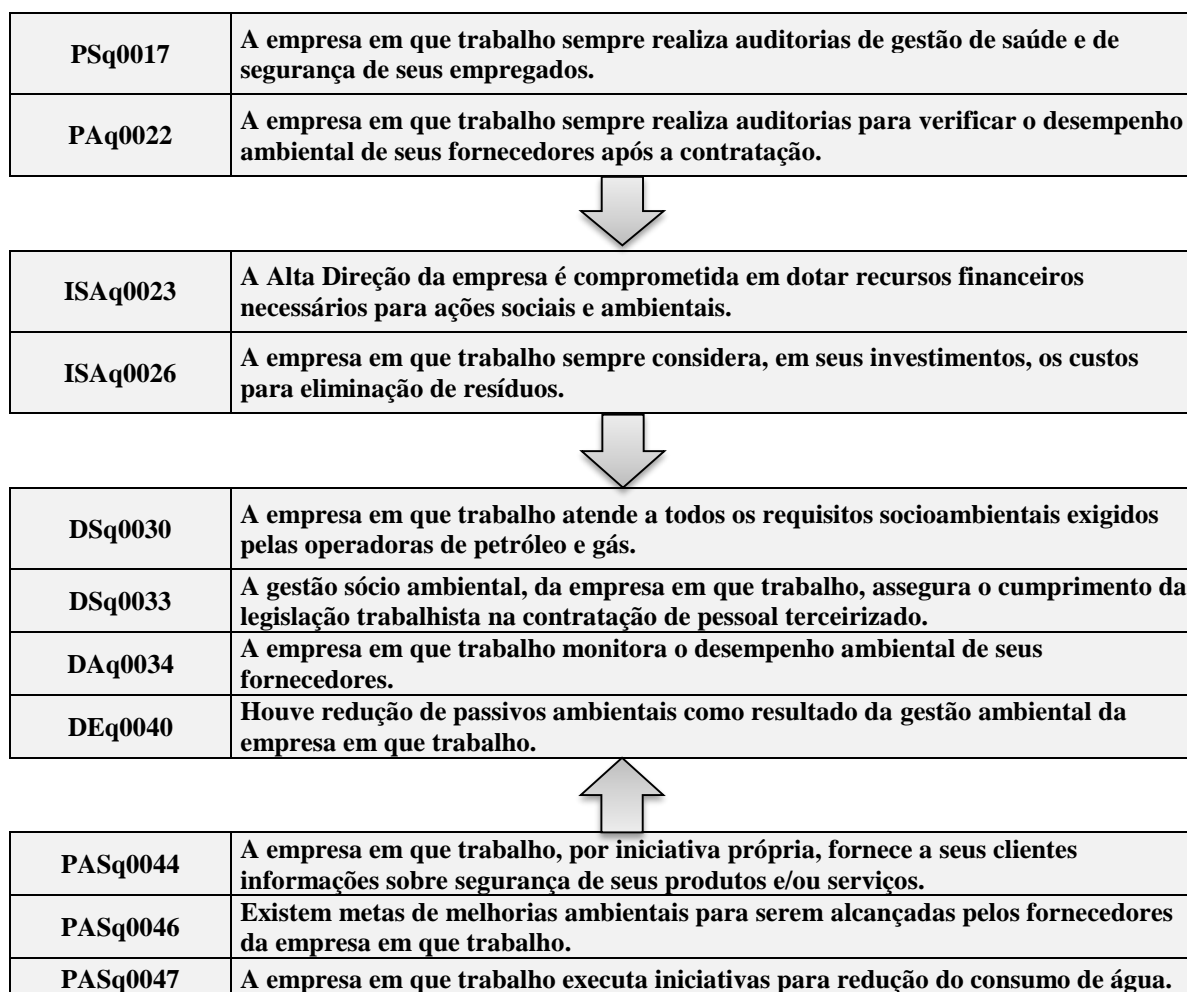 PSq0017
A empresa em que trabalho sempre realiza auditorias de gestão de saúde e de
segurança de seus empregados.
PAq0022
A empresa em que trabalho sempre realiza auditorias para verificar o desempenho
ambiental de seus fornecedores após a contratação.
ISAq0023
A Alta Direção da empresa é comprometida em dotar recursos financeiros
necessários para ações sociais e ambientais.
ISAq0026
A empresa em que trabalho sempre considera, em seus investimentos, os custos
para eliminação de resíduos.
DSq0030
A empresa em que trabalho atende a todos os requisitos socioambientais exigidos
pelas operadoras de petróleo e gás.
DSq0033
A gestão sócio ambiental, da empresa em que trabalho, assegura o cumprimento da
legislação trabalhista na contratação de pessoal terceirizado.
DAq0034
A empresa em que trabalho monitora o desempenho ambiental de seus
fornecedores.
DEq0040
Houve redução de passivos ambientais como resultado da gestão ambiental da
empresa em que trabalho.
PASq0044
A empresa em que trabalho, por iniciativa própria, fornece a seus clientes
informações sobre segurança de seus produtos e/ou serviços.
PASq0046
Existem metas de melhorias ambientais para serem alcançadas pelos fornecedores
da empresa em que trabalho.
PASq0047
A empresa em que trabalho executa iniciativas para redução do consumo de água.